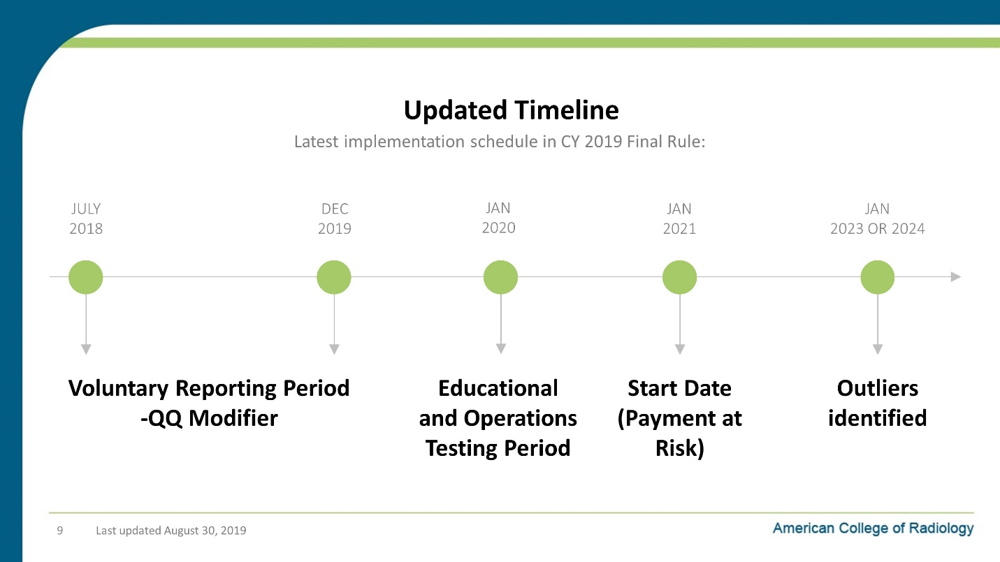 Updated Timeline
Latest implementation schedule in CY 2019 Final Rule:
JULY
2018
DEC
2019
JAN
2020
JAN
2021
JAN
2023 OR 2024
Voluntary Reporting Period
-QQ Modifier
Educational
and Operations
Testing Period
Start Date
(Payment at
Risk)
Outliers
identified
9
Last updated August 30, 2019
American College of Radiology